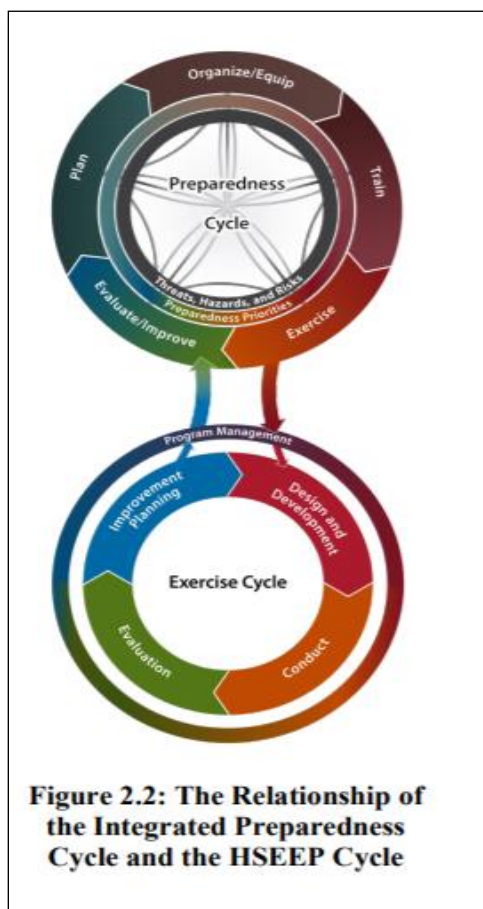 Organize/Equip
Plan
Train
Preparedness
Cycle
Threats, Hazards, and Risks
Preparedness Priorities
Evaluate/Improve
Exercise
Program Management
Improvement
Planning
Design and
Development
Exercise Cycle
Evaluation
Conduct
Figure 2.2: The Relationship of
the Integrated Preparedness
Cycle and the HSEEP Cycle